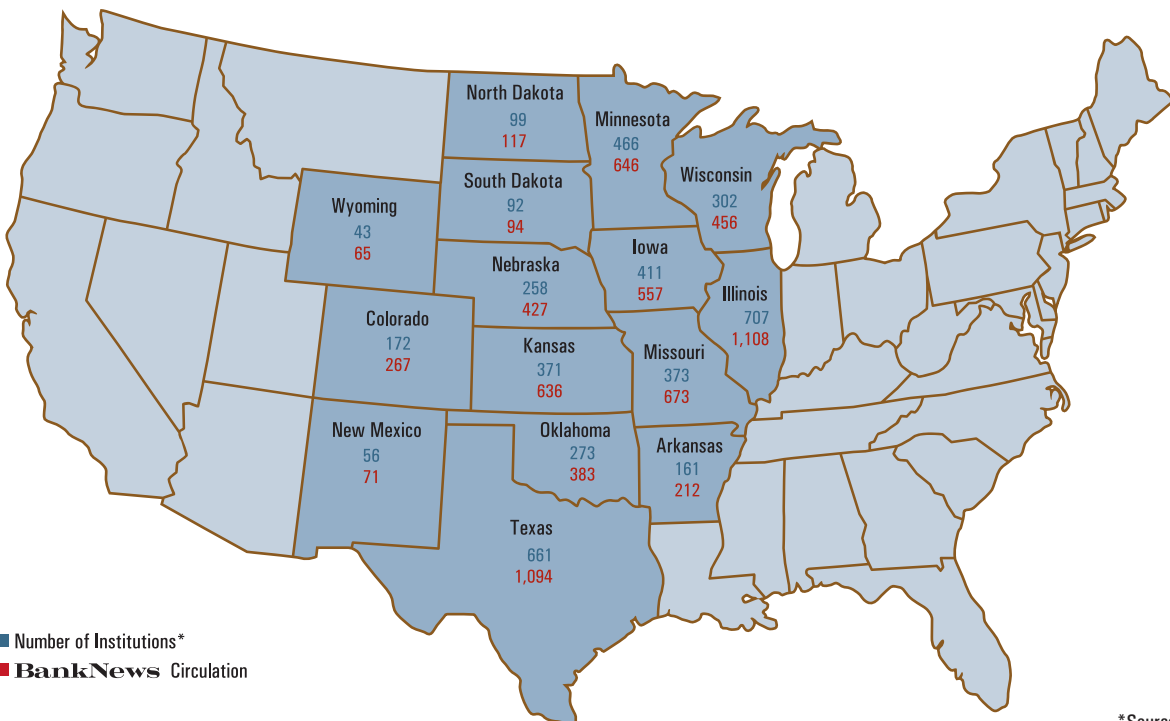 North Dakota
99
117
Minnesota
466
646
Wisconsin
302
456
South Dakota
92
94
Wyoming
43
65
Iowa
411
557
Nebraska
258
427
Illinois
707
1,108
Colorado
172
267
Kansas
371
636
Missouri
373
673
New Mexico
56
71
Oklahoma
273
383
Arkansas
161
212
Texas
661
1,094
Number of Institutions*
BankNews Circulation